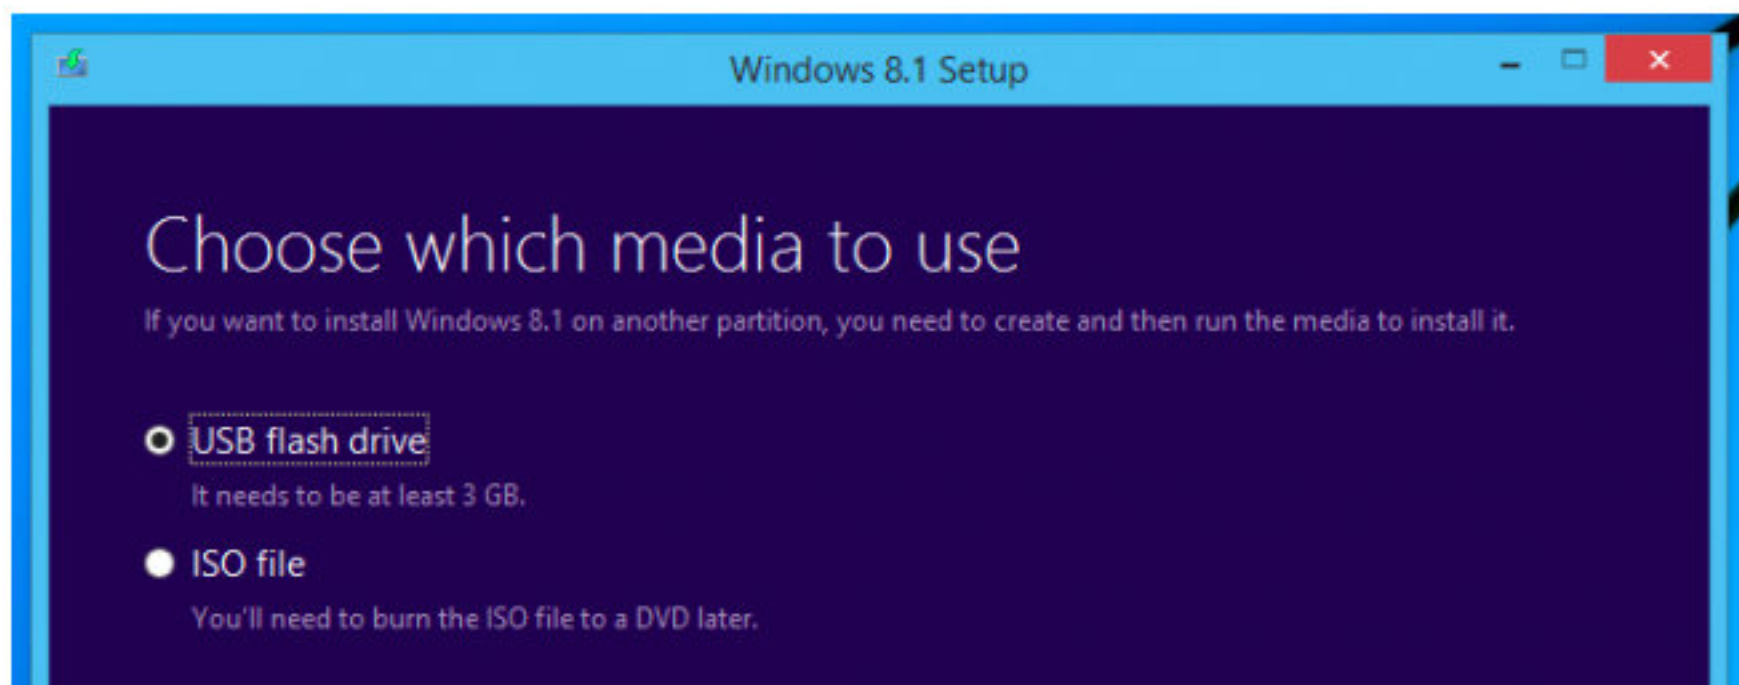 Windows 8.1 Setup
Choose which media to use
If you want to install Windows 8.1 on another partition, you need to create and then run the media to install it.
USB flash drive
It needs to be at least 3 GB.
ISO file
You'll need to burn the ISO file to a DVD later.